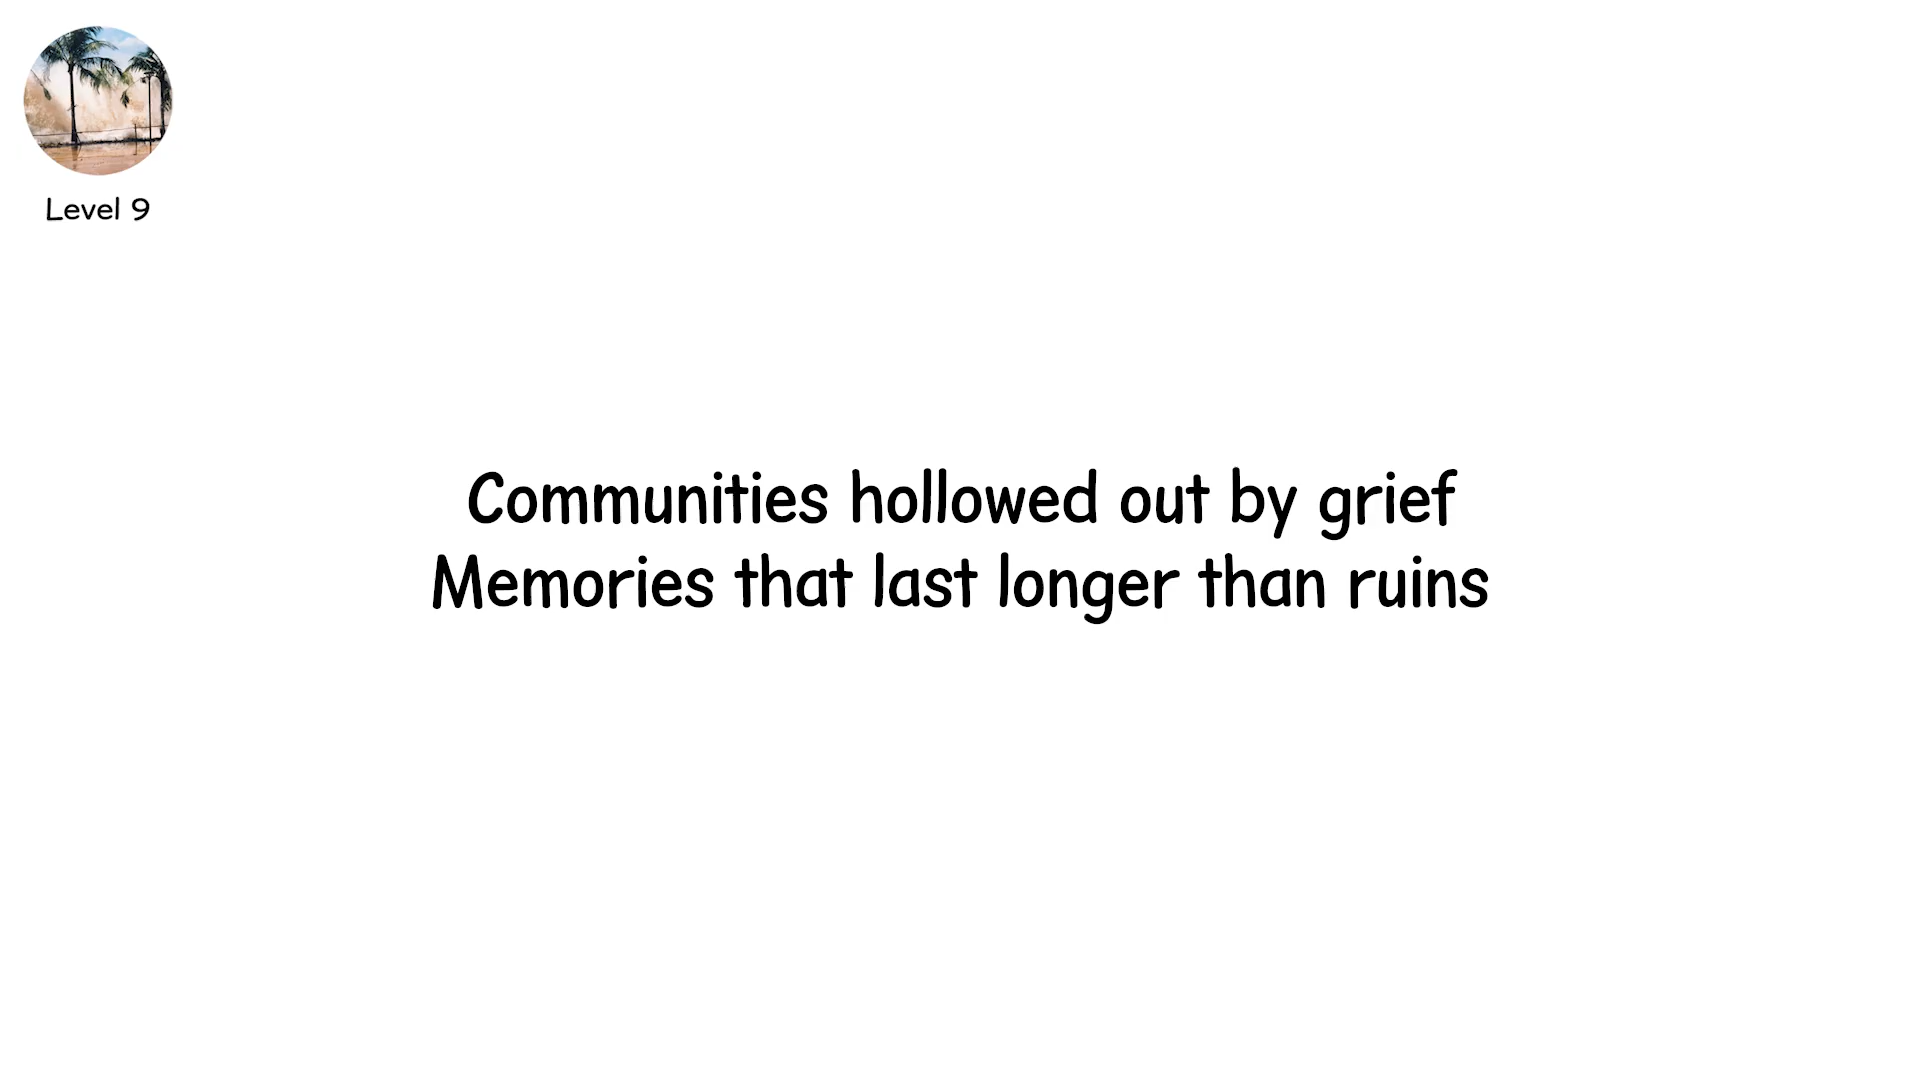 Level 9
Communities hollowed out by grief
Memories that last longer than ruins